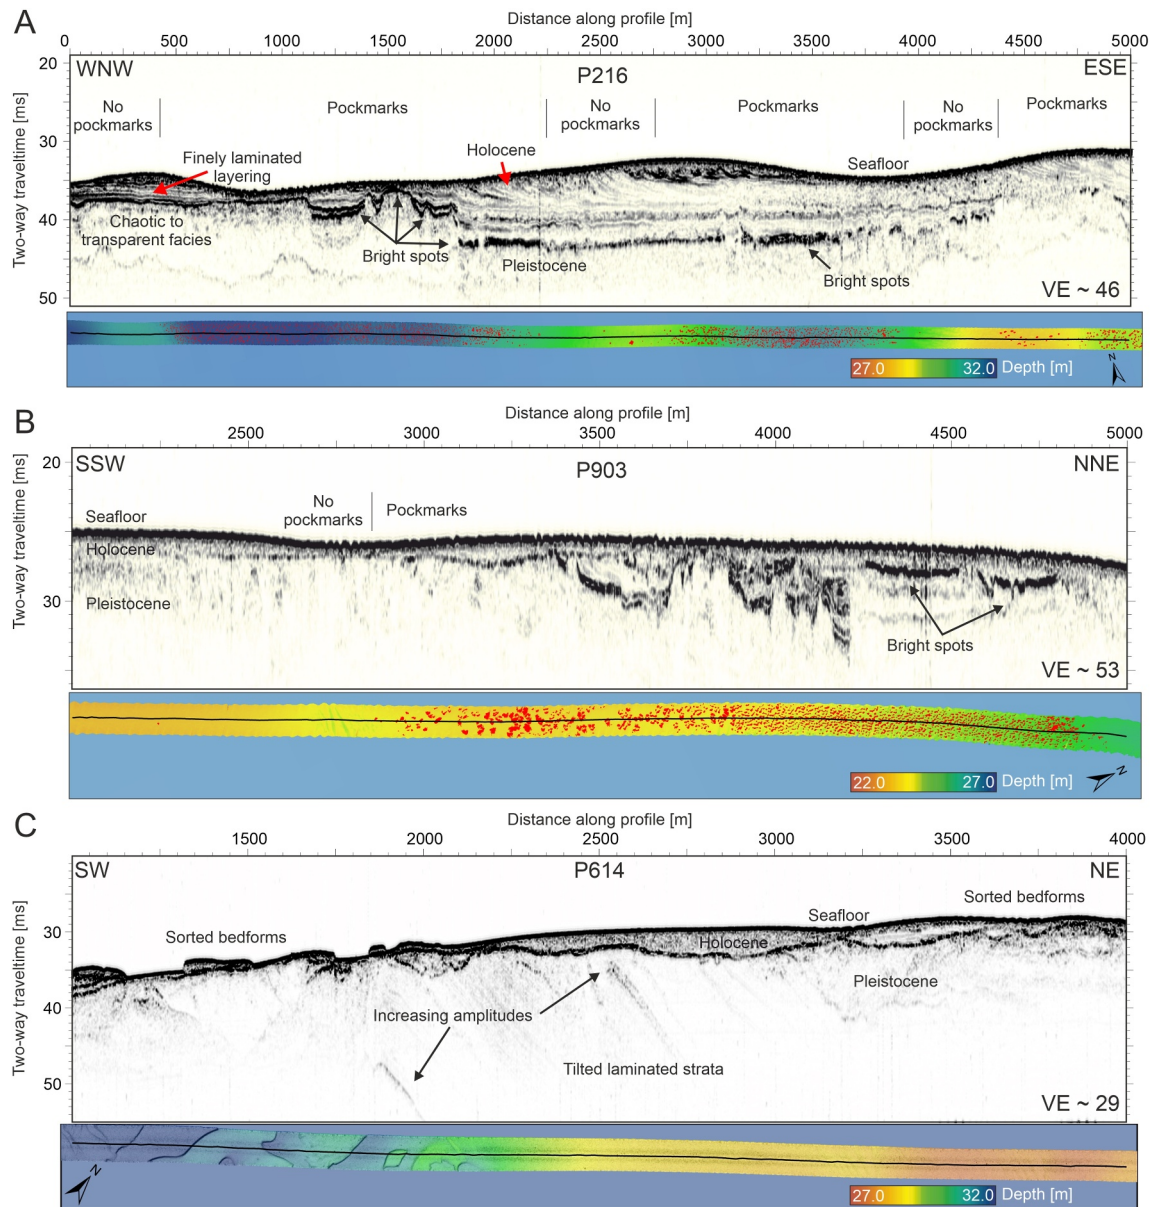 A
Distance along profile [m]
0 500 1000 1500 2000 2500 3000 3500 4000 4500 5000
Two-way traveltime [ms]
20
30
40
50
WNW
P216
ESE
No
pockmarks
Pockmarks
No
pockmarks
Pockmarks
No
pockmarks
Pockmarks
Finely laminated
layering
Holocene
Seafloor
Chaotic to
transparent facies
Bright spots
Pleistocene
Bright spots
VE ~ 46
27.0 32.0 Depth [m]
N
B
Distance along profile [m]
2500 3000 3500 4000 4500 5000
Two-way traveltime [ms]
20
30
SSW
P903
NNE
No
pockmarks
Pockmarks
Seafloor
Holocene
Pleistocene
Bright spots
VE ~ 53
22.0 27.0 Depth [m]
N
C
Distance along profile [m]
1500 2000 2500 3000 3500 4000
Two-way traveltime [ms]
30
40
50
SW
P614
NE
Sorted bedforms
Seafloor
Sorted bedforms
Holocene
Pleistocene
Increasing amplitudes
Tilted laminated strata
VE ~ 29
N
27.0 32.0 Depth [m]